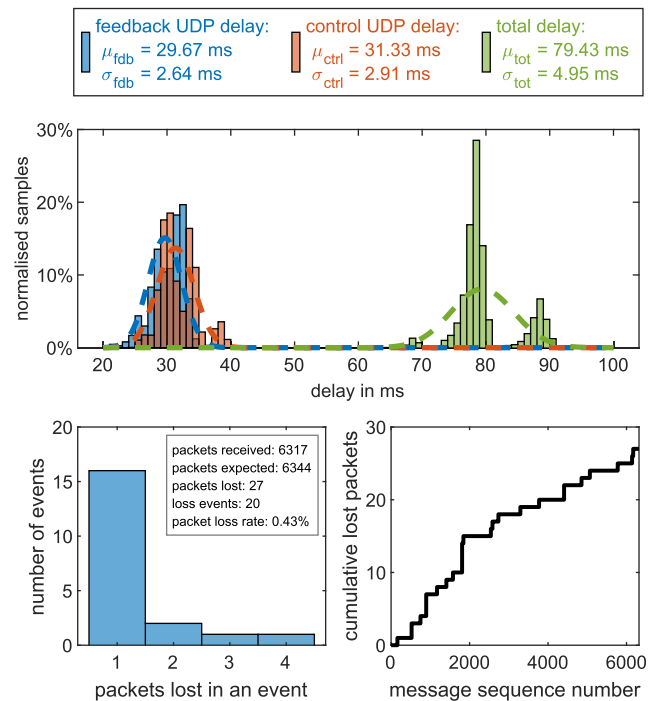 feedback UDP delay: control UDP delay: total delay:
μfdb = 29.67 ms μctrl = 31.33 ms μtot = 79.43 ms
σfdb = 2.64 ms σctrl = 2.91 ms σtot = 4.95 ms
30%
20%
10%
0%
normalised samples
20 30 40 50 60 70 80 90 100
delay in ms
20
15
10
5
0
number of events
packets received: 6317
packets expected: 6344
packets lost: 27
loss events: 20
packet loss rate: 0.43%
1 2 3 4
packets lost in an event
30
20
10
0
cumulative lost packets
0 2000 4000 6000
message sequence number